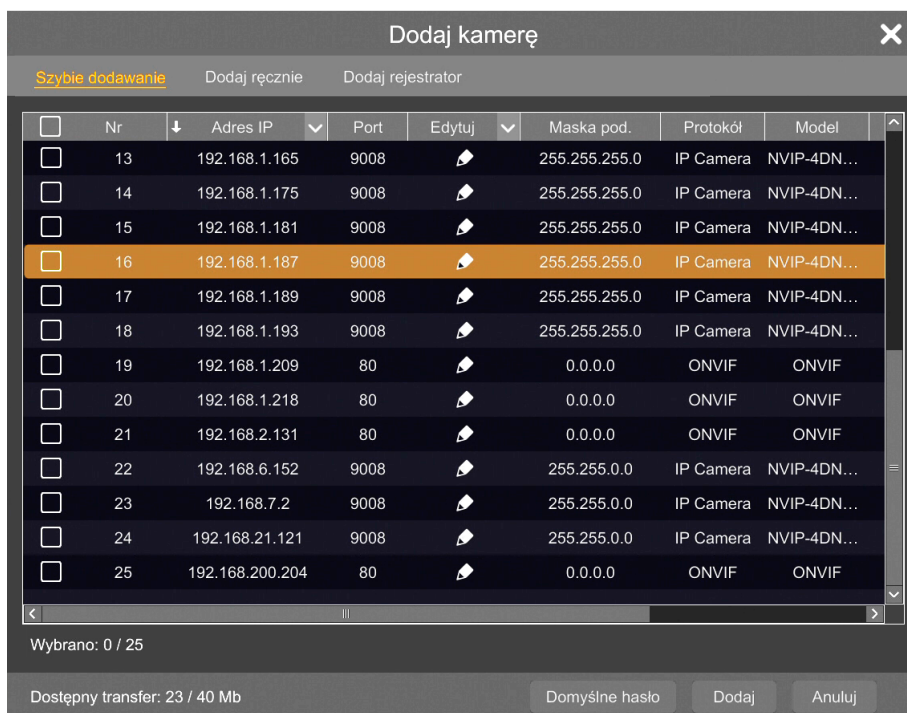 Dodaj kamerę
Szybie dodawanie Dodaj ręcznie Dodaj rejestrator
Nr Adres IP Port Edytuj Maska pod. Protokół Model
13 192.168.1.165 9008 255.255.255.0 IP Camera NVIP-4DN...
14 192.168.1.175 9008 255.255.255.0 IP Camera NVIP-4DN...
15 192.168.1.181 9008 255.255.255.0 IP Camera NVIP-4DN...
16 192.168.1.187 9008 255.255.255.0 IP Camera NVIP-4DN...
17 192.168.1.189 9008 255.255.255.0 IP Camera NVIP-4DN...
18 192.168.1.193 9008 255.255.255.0 IP Camera NVIP-4DN...
19 192.168.1.209 80 0.0.0.0 ONVIF ONVIF
20 192.168.1.218 80 0.0.0.0 ONVIF ONVIF
21 192.168.2.131 80 0.0.0.0 ONVIF ONVIF
22 192.168.6.152 9008 255.255.0.0 IP Camera NVIP-4DN...
23 192.168.7.2 9008 255.255.0.0 IP Camera NVIP-4DN...
24 192.168.21.121 9008 255.255.0.0 IP Camera NVIP-4DN...
25 192.168.200.204 80 0.0.0.0 ONVIF ONVIF
Wybrano: 0 / 25
Dostępny transfer: 23 / 40 Mb Domyślne hasło Dodaj Anuluj